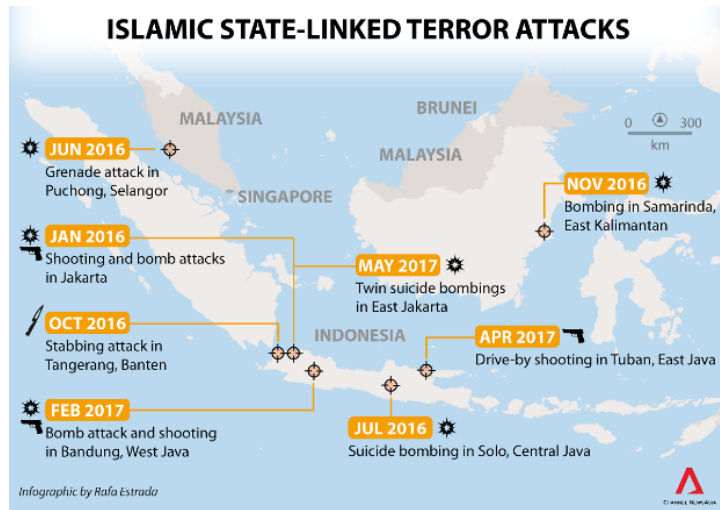 ISLAMIC STATE-LINKED TERROR ATTACKS
MALAYSIA
BRUNEI
MALAYSIA
SINGAPORE
INDONESIA
0 300
km
JUN 2016
Grenade attack in
Puchong, Selangor
JAN 2016
Shooting and bomb attacks
in Jakarta
OCT 2016
Stabbing attack in
Tangerang, Banten
FEB 2017
Bomb attack and shooting
in Bandung, West Java
NOV 2016
Bombing in Samarinda,
East Kalimantan
MAY 2017
Twin suicide bombings
in East Jakarta
APR 2017
Drive-by shooting in Tuban, East Java
JUL 2016
Suicide bombing in Solo, Central Java
Infographic by Rafa Estrada
CHANNEL NEWSASIA